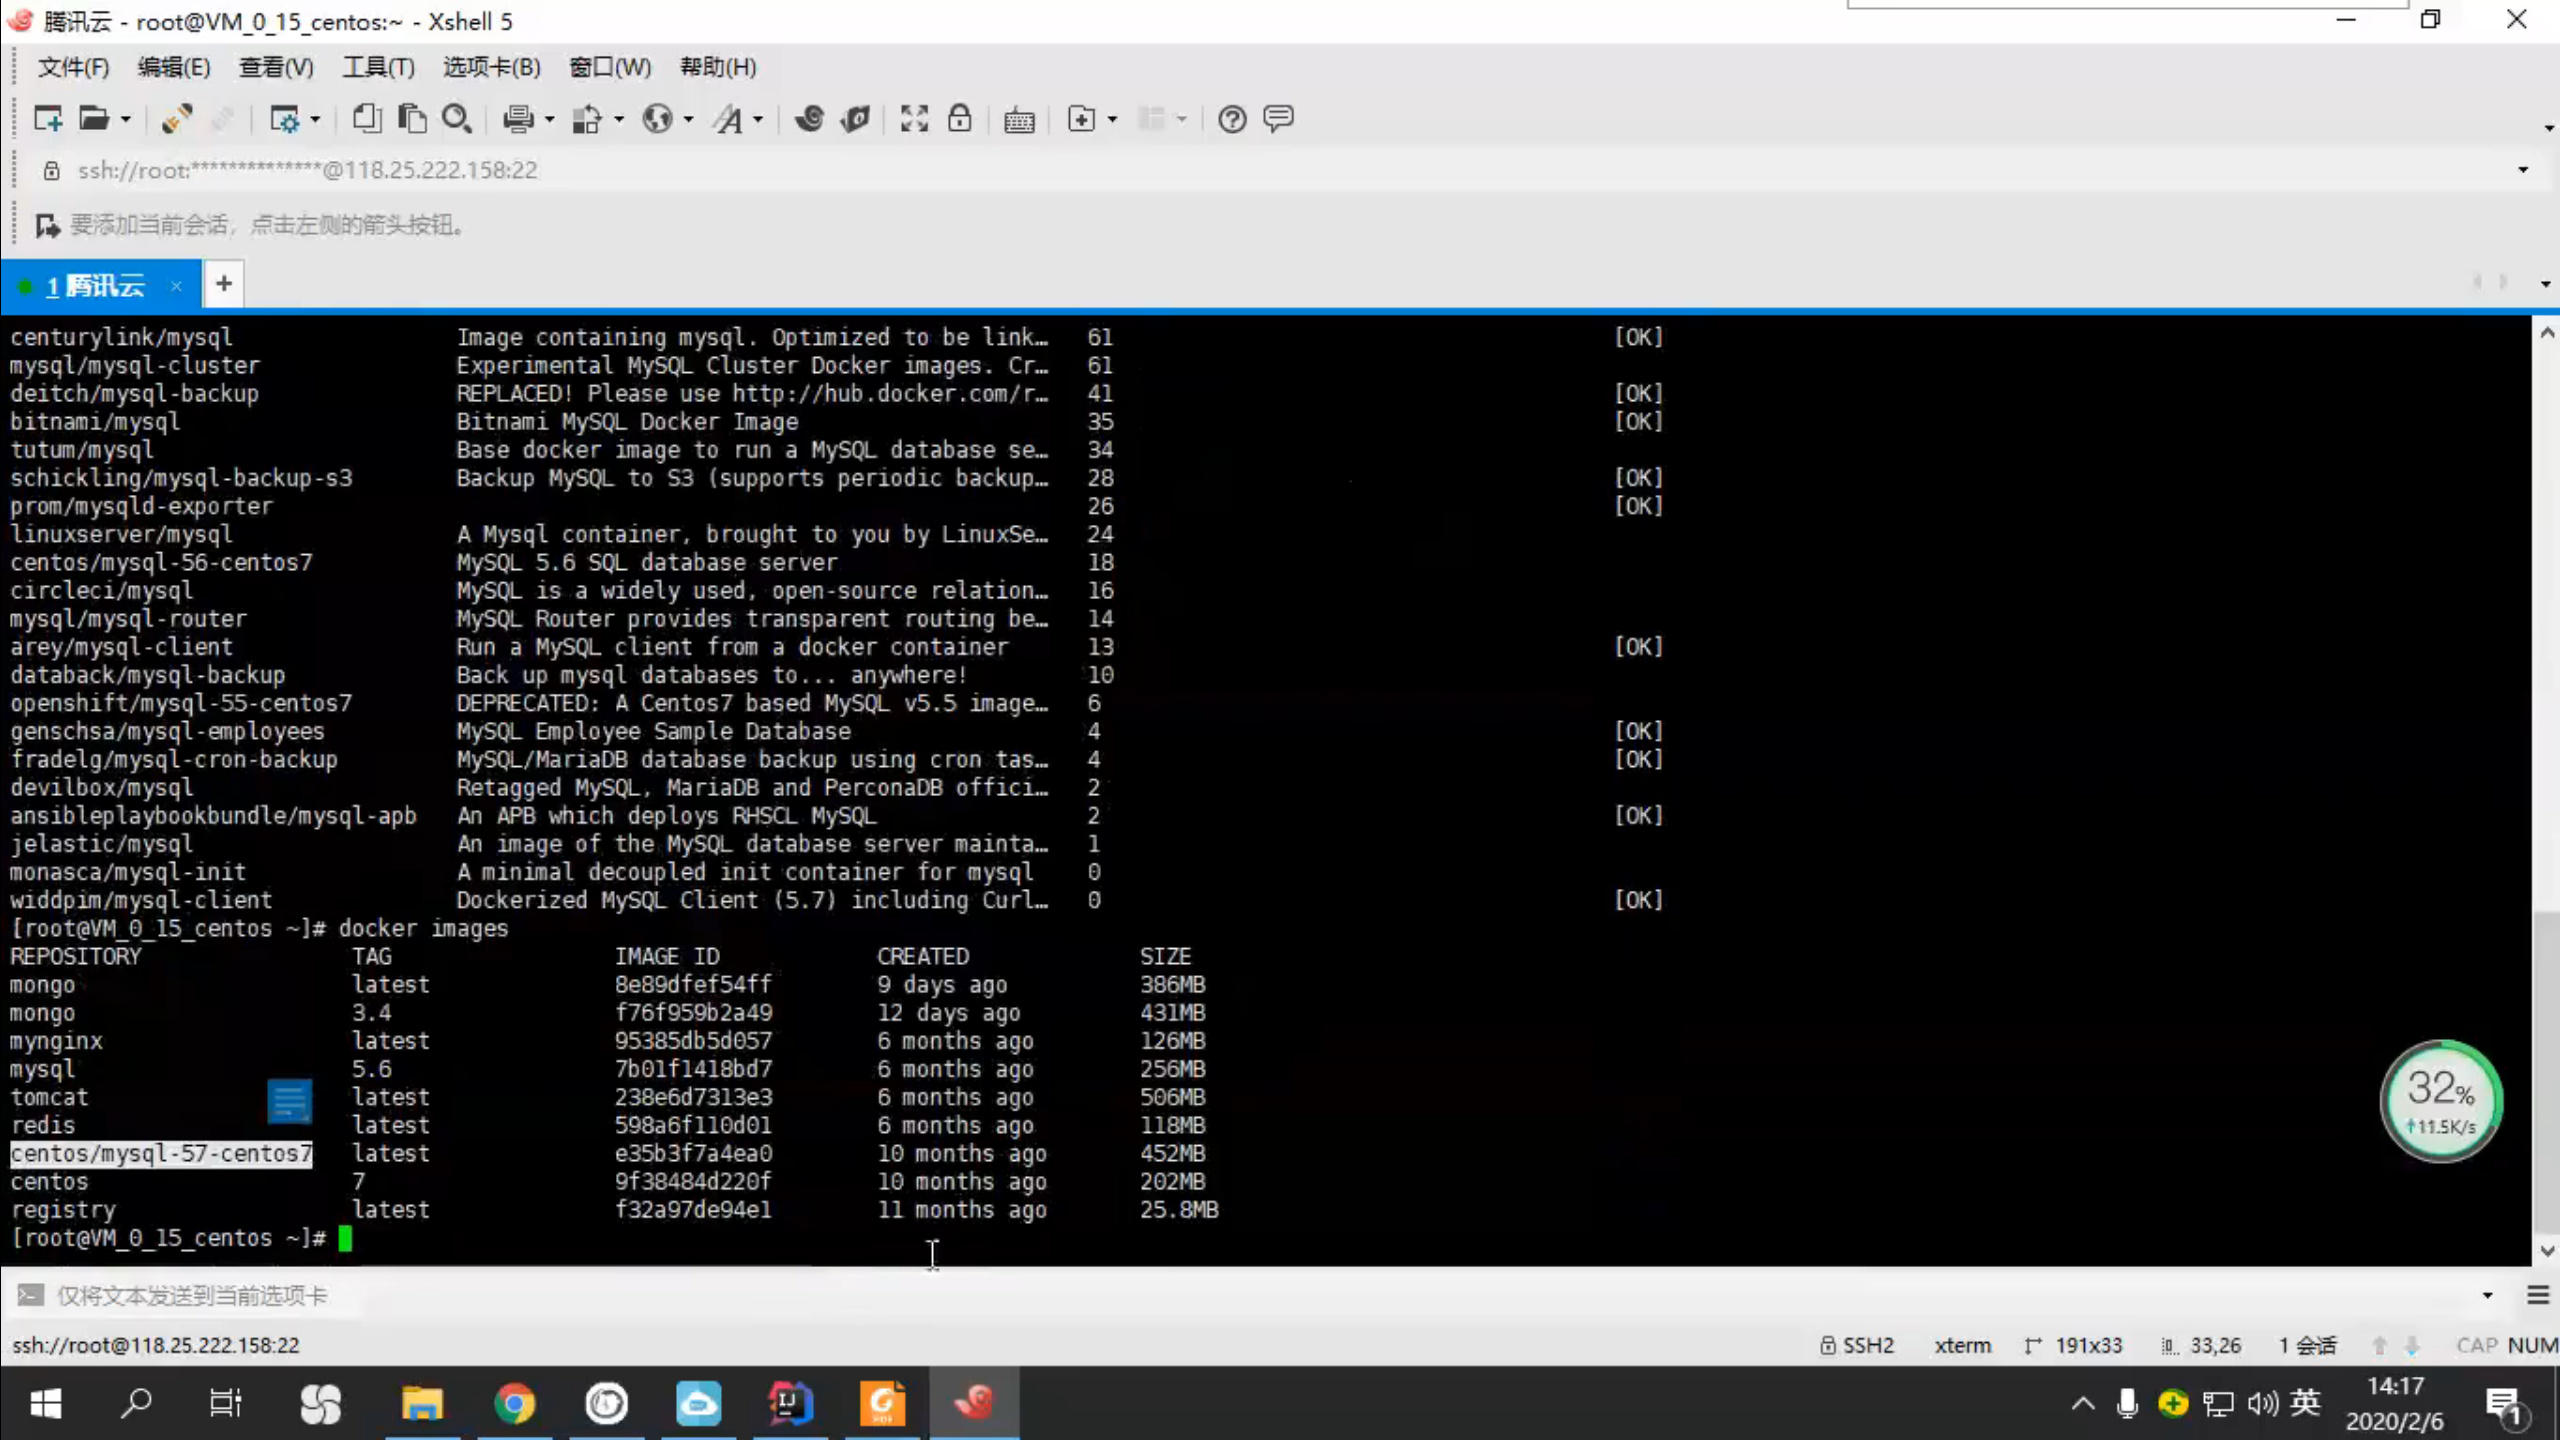 腾讯云 - root@VM_0_15_centos:~ - Xshell 5
文件(F) 编辑(E) 查看(V) 工具(T) 选项卡(B) 窗口(W) 帮助(H)
ssh://root:**************@118.25.222.158:22
要添加当前会话，点击左侧的箭头按钮。
1 腾讯云 × +
centurylink/mysql Image containing mysql. Optimized to be link… 61 [OK]
mysql/mysql-cluster Experimental MySQL Cluster Docker images. Cr… 61
deitch/mysql-backup REPLACED! Please use http://hub.docker.com/r… 41 [OK]
bitnami/mysql Bitnami MySQL Docker Image 35 [OK]
tutum/mysql Base docker image to run a MySQL database se… 34
schickling/mysql-backup-s3 Backup MySQL to S3 (supports periodic backup… 28 [OK]
prom/mysqld-exporter 26 [OK]
linuxserver/mysql A Mysql container, brought to you by LinuxSe… 24
centos/mysql-56-centos7 MySQL 5.6 SQL database server 18
circleci/mysql MySQL is a widely used, open-source relation… 16
mysql/mysql-router MySQL Router provides transparent routing be… 14
arey/mysql-client Run a MySQL client from a docker container 13 [OK]
databack/mysql-backup Back up mysql databases to... anywhere! 10
openshift/mysql-55-centos7 DEPRECATED: A Centos7 based MySQL v5.5 image… 6
genschsa/mysql-employees MySQL Employee Sample Database 4 [OK]
fradelg/mysql-cron-backup MySQL/MariaDB database backup using cron tas… 4 [OK]
devilbox/mysql Retagged MySQL, MariaDB and PerconaDB offici… 2
ansibleplaybookbundle/mysql-apb An APB which deploys RHSCL MySQL 2 [OK]
jelastic/mysql An image of the MySQL database server mainta… 1
monasca/mysql-init A minimal decoupled init container for mysql 0
widdpim/mysql-client Dockerized MySQL Client (5.7) including Curl… 0 [OK]
[root@VM_0_15_centos ~]# docker images
REPOSITORY TAG IMAGE ID CREATED SIZE
mongo latest 8e89dfef54ff 9 days ago 386MB
mongo 3.4 f76f959b2a49 12 days ago 431MB
mynginx latest 95385db5d057 6 months ago 126MB
mysql 5.6 7b01f1418bd7 6 months ago 256MB
tomcat latest 238e6d7313e3 6 months ago 506MB
redis latest 598a6f110d01 6 months ago 118MB
centos/mysql-57-centos7 latest e35b3f7a4ea0 10 months ago 452MB
centos 7 9f38484d220f 10 months ago 202MB
registry latest f32a97de94e1 11 months ago 25.8MB
[root@VM_0_15_centos ~]#
32%
↑11.5K/s
仅将文本发送到当前选项卡
ssh://root@118.25.222.158:22 SSH2 xterm 191x33 33,26 1 会话 CAP NUM
英 14:17
2020/2/6
1